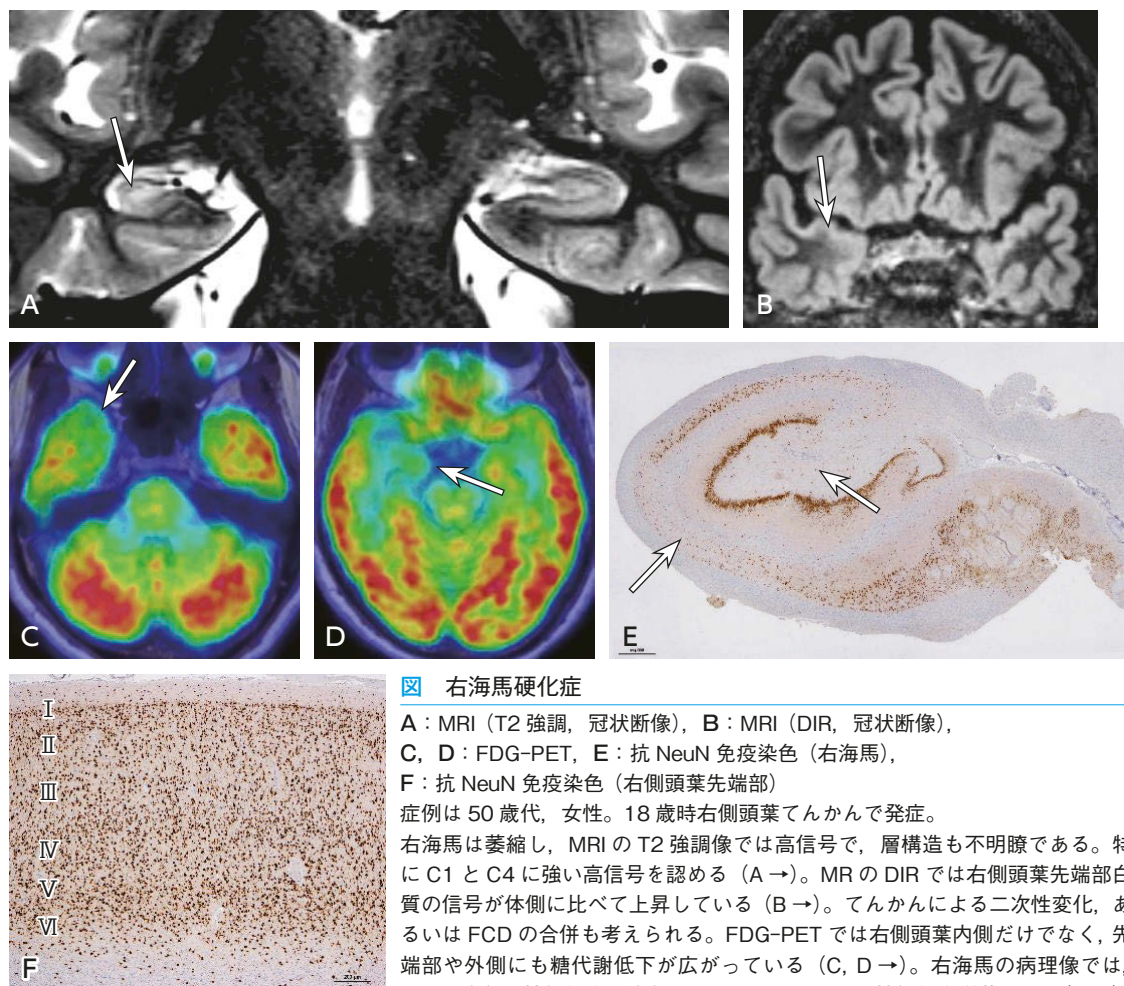 A
B
C
D
E
I
II
III
IV
V
VI
F
図 右海馬硬化症
A：MRI（T2 強調，冠状断像），B：MRI（DIR，冠状断像），
C，D：FDG-PET，E：抗 NeuN 免疫染色（右海馬），
F：抗 NeuN 免疫染色（右側頭葉先端部）
症例は 50 歳代，女性。18 歳時右側頭葉てんかんで発症。
右海馬は萎縮し，MRI の T2 強調像では高信号で，層構造も不明瞭である。特
に C1 と C4 に強い高信号を認める（A →）。MR の DIR では右側頭葉先端部白
質の信号が体側に比べて上昇している（B →）。てんかんによる二次性変化，あ
るいは FCD の合併も考えられる。FDG-PET では右側頭葉内側だけでなく，先
端部や外側にも糖代謝低下が広がっている（C, D →）。右海馬の病理像では，